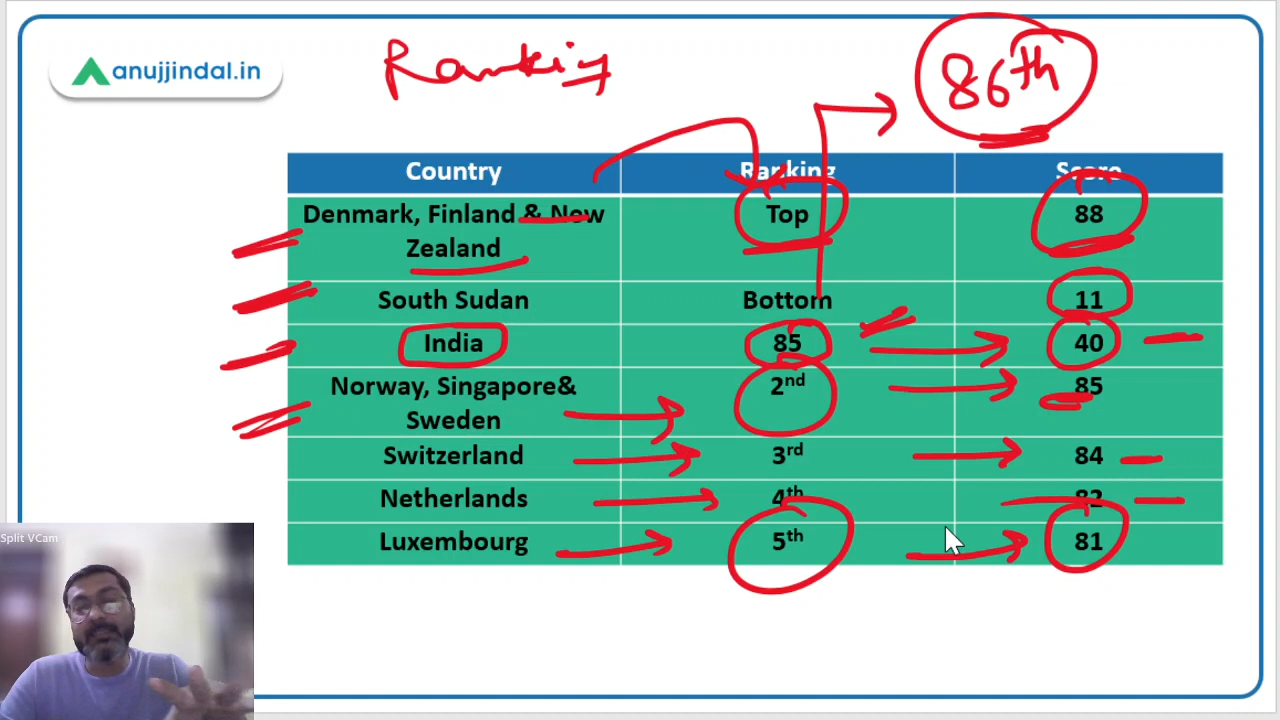 Ranking
86th
anujjindal.in
Country Ranking Score
Denmark, Finland & New Zealand Top 88
South Sudan Bottom 11
India 85 40
Norway, Singapore& Sweden 2nd 85
Switzerland 3rd 84
Netherlands 4th 82
Luxembourg 5th 81
Split VCam